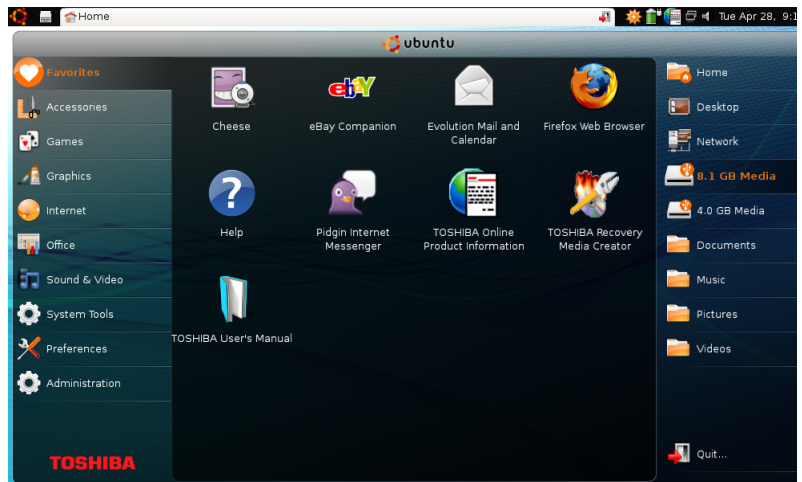 Home
Tue Apr 28, 9:1
ubuntu
Favorites
Accessories
Games
Graphics
Internet
Office
Sound & Video
System Tools
Preferences
Administration
TOSHIBA
Cheese
ebaY
eBay Companion
Evolution Mail and
Calendar
Firefox Web Browser
?
Help
Pidgin Internet
Messenger
TOSHIBA Online
Product Information
TOSHIBA Recovery
Media Creator
TOSHIBA User's Manual
Home
Desktop
Network
8.1 GB Media
4.0 GB Media
Documents
Music
Pictures
Videos
Quit...